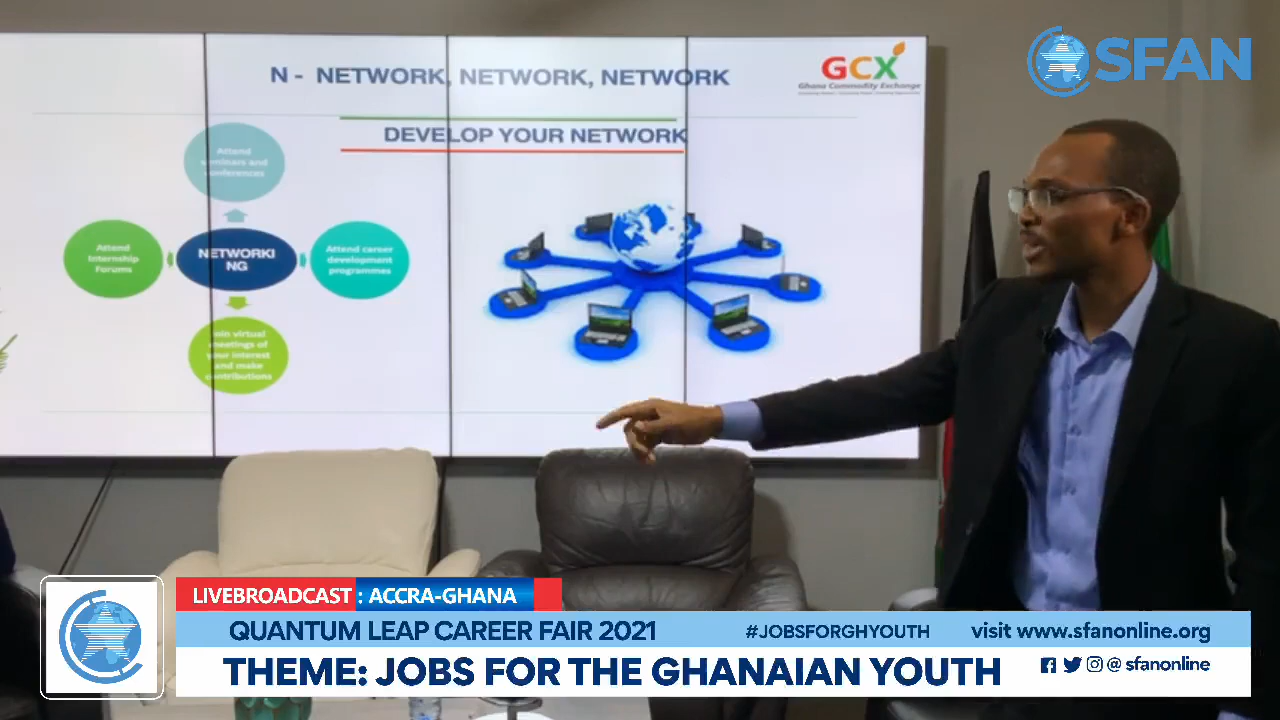 SFAN
GCX
Ghana Commodity Exchange
N - NETWORK, NETWORK, NETWORK
DEVELOP YOUR NETWORK
Attend
seminars and
conferences
Attend
Internship
Forums
NETWORKI
NG
Attend career
development
programmes
Join virtual
meetings of
your interest
and make
contributions
LIVEBROADCAST : ACCRA-GHANA
QUANTUM LEAP CAREER FAIR 2021 #JOBSFORGHYOUTH visit www.sfanonline.org
THEME: JOBS FOR THE GHANAIAN YOUTH @ sfanonline